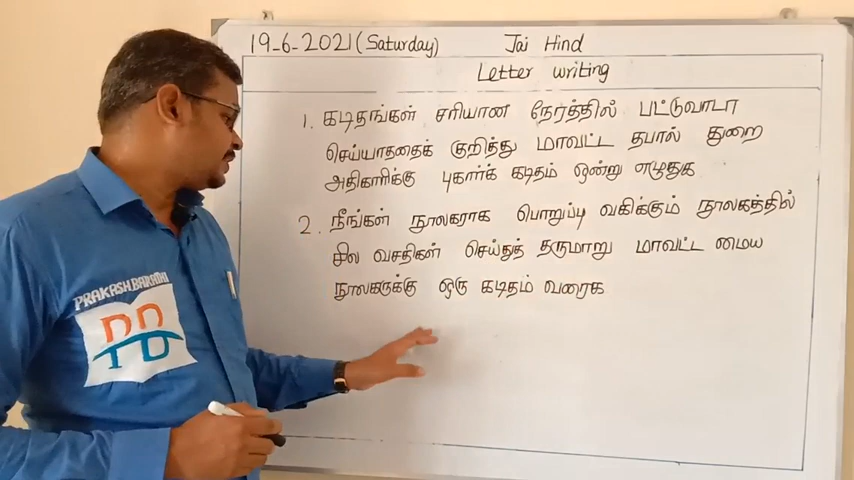 19-6-2021 (Saturday) Jai Hind
Letter writing
1. கடிதங்கள் சரியான நேரத்தில் பட்டுவாடா
செய்யாததைக் குறித்து மாவட்ட தபால் துறை
அதிகாரிக்கு புகார்க் கடிதம் ஒன்று எழுதுக
2. நீங்கள் நூலகராக பொறுப்பு வகிக்கும் நூலகத்தில்
சில வசதிகள் செய்துத் தருமாறு மாவட்ட மைய
நூலகருக்கு ஒரு கடிதம் வரைக
PRAKASH BARATHI